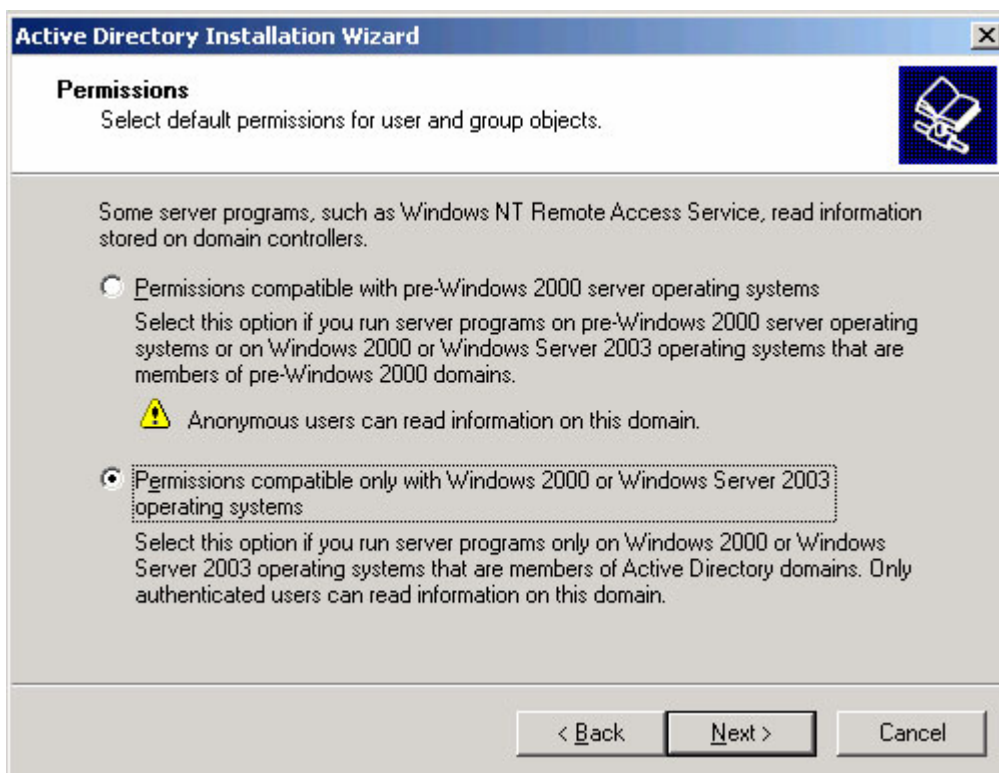 Active Directory Installation Wizard
Permissions
Select default permissions for user and group objects.
Some server programs, such as Windows NT Remote Access Service, read information
stored on domain controllers.
Permissions compatible with pre-Windows 2000 server operating systems
Select this option if you run server programs on pre-Windows 2000 server operating
systems or on Windows 2000 or Windows Server 2003 operating systems that are
members of pre-Windows 2000 domains.
Anonymous users can read information on this domain.
Permissions compatible only with Windows 2000 or Windows Server 2003
operating systems
Select this option if you run server programs only on Windows 2000 or Windows
Server 2003 operating systems that are members of Active Directory domains. Only
authenticated users can read information on this domain.
< Back Next > Cancel